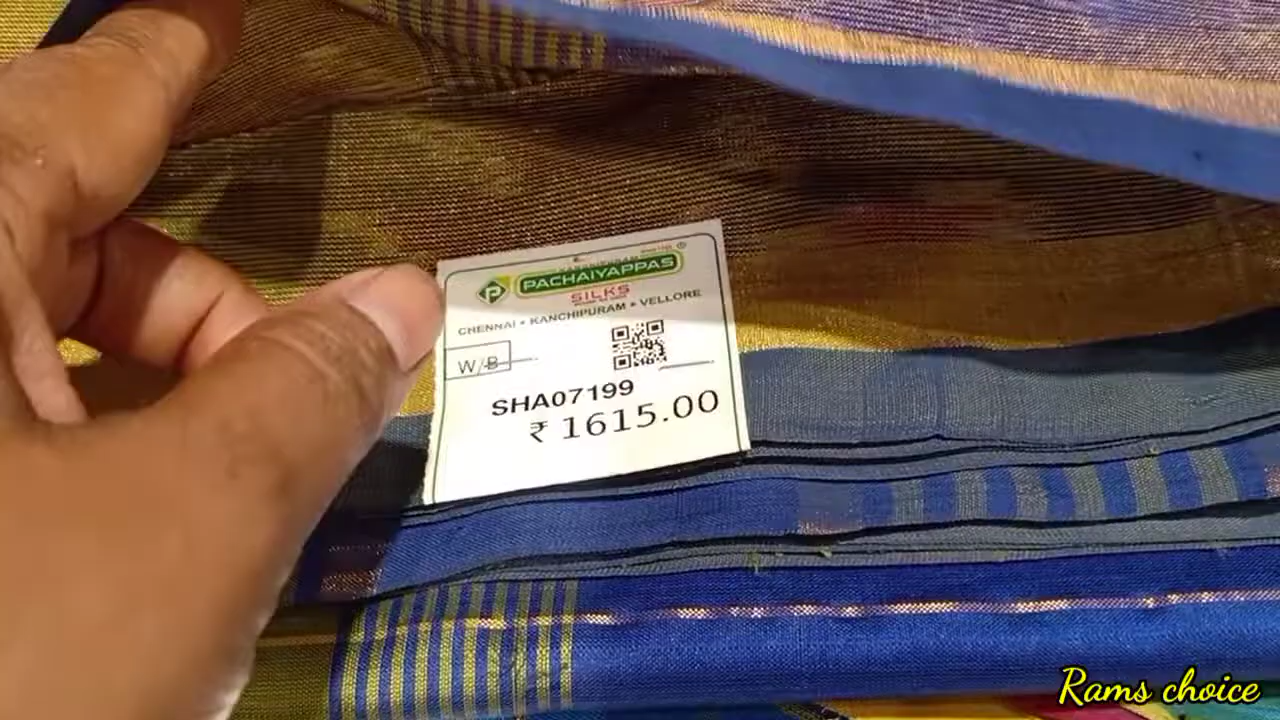 PACHAIYAPPAS
SILKS
CHENNAI • KANCHIPURAM • VELLORE
W/B
SHA07199
₹ 1615.00
Rams choice